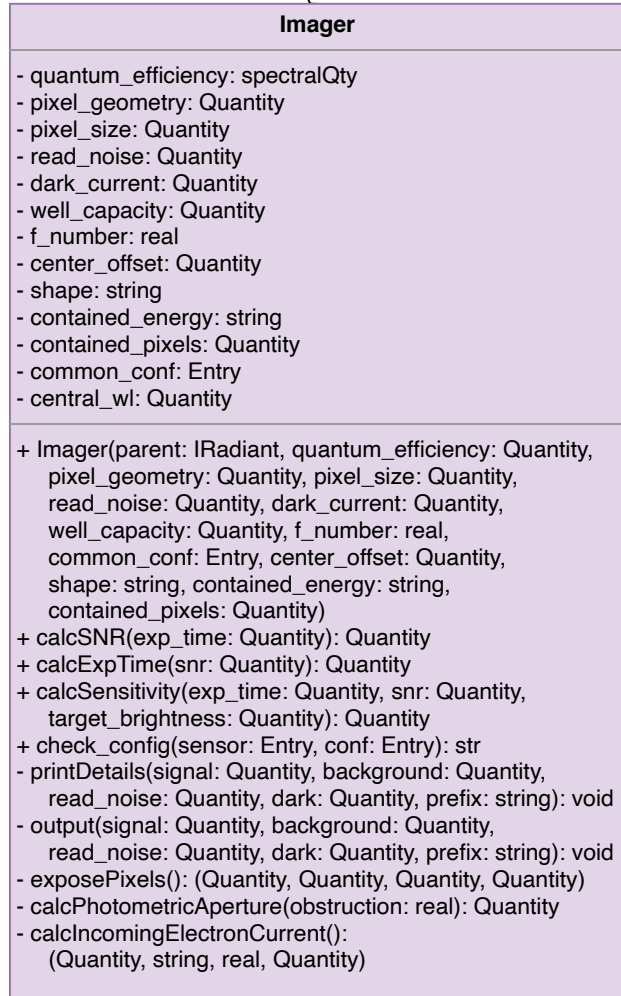 Imager
- quantum_efficiency: spectralQty
- pixel_geometry: Quantity
- pixel_size: Quantity
- read_noise: Quantity
- dark_current: Quantity
- well_capacity: Quantity
- f_number: real
- center_offset: Quantity
- shape: string
- contained_energy: string
- contained_pixels: Quantity
- common_conf: Entry
- central_wl: Quantity
+ Imager(parent: IRadiant, quantum_efficiency: Quantity,
pixel_geometry: Quantity, pixel_size: Quantity,
read_noise: Quantity, dark_current: Quantity,
well_capacity: Quantity, f_number: real,
common_conf: Entry, center_offset: Quantity,
shape: string, contained_energy: string,
contained_pixels: Quantity)
+ calcSNR(exp_time: Quantity): Quantity
+ calcExpTime(snr: Quantity): Quantity
+ calcSensitivity(exp_time: Quantity, snr: Quantity,
target_brightness: Quantity): Quantity
+ check_config(sensor: Entry, conf: Entry): str
- printDetails(signal: Quantity, background: Quantity,
read_noise: Quantity, dark: Quantity, prefix: string): void
- output(signal: Quantity, background: Quantity,
read_noise: Quantity, dark: Quantity, prefix: string): void
- exposePixels(): (Quantity, Quantity, Quantity, Quantity)
- calcPhotometricAperture(obstruction: real): Quantity
- calcIncomingElectronCurrent():
(Quantity, string, real, Quantity)